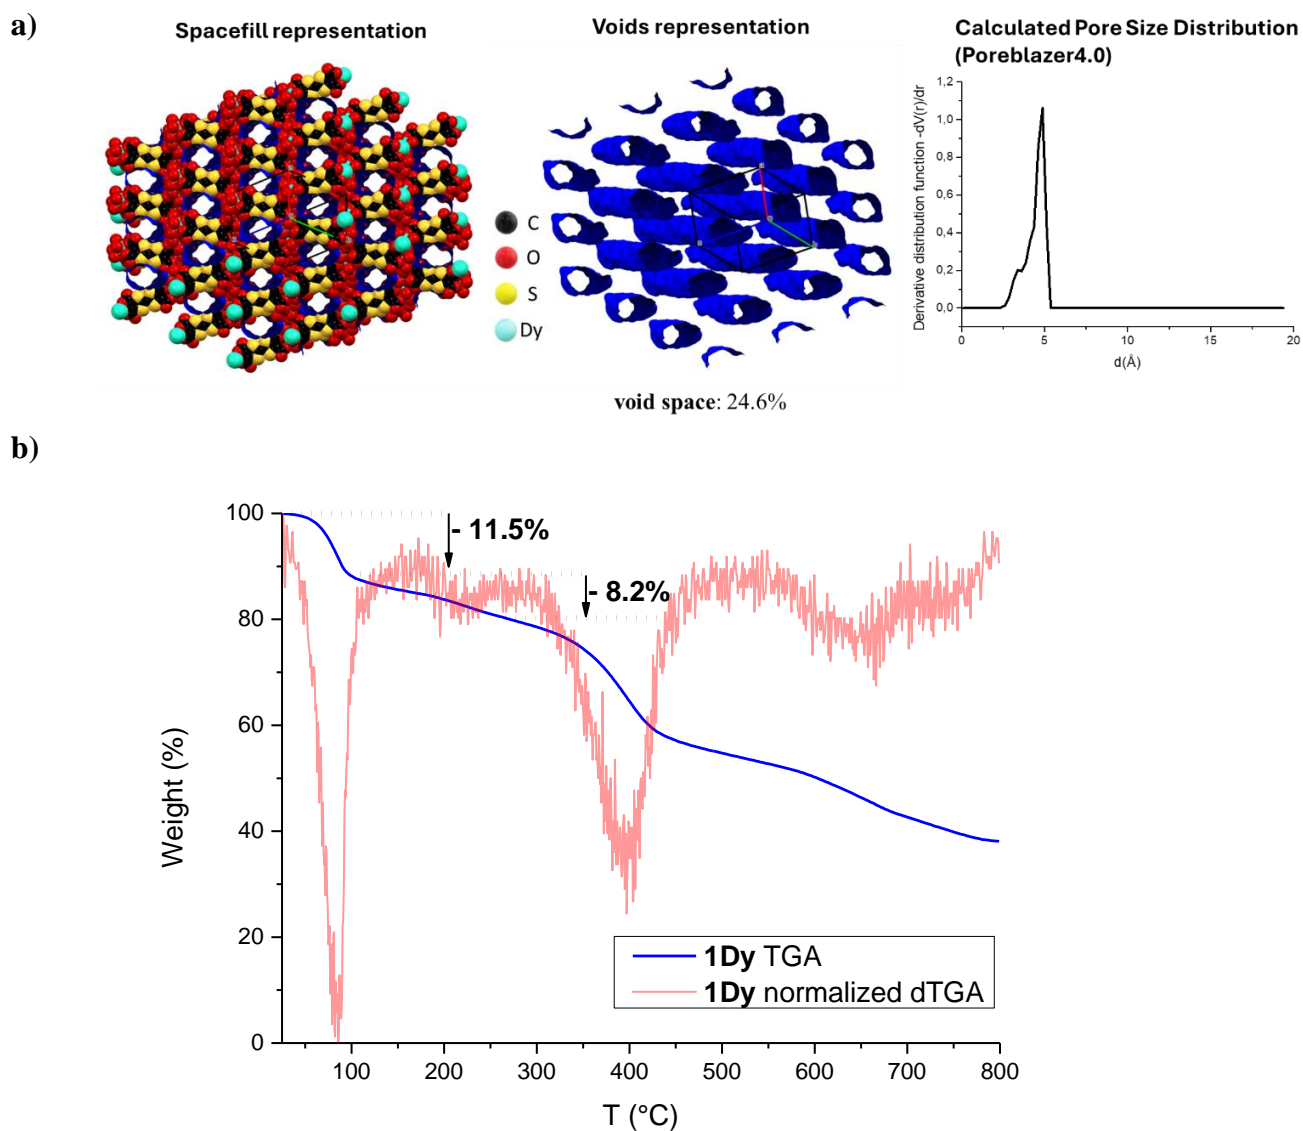 a)
Spacefill representation
Voids representation
Calculated Pore Size Distribution
(Poreblazer4.0)
C
O
S
Dy
void space: 24.6%
Derivative distribution function -dV(r)/dr
1,2
1,0
0,8
0,6
0,4
0,2
0,0
0
5
10
15
20
d(Å)
b)
Weight (%)
100
80
60
40
20
0
- 11.5%
- 8.2%
1Dy TGA
1Dy normalized dTGA
100
200
300
400
500
600
700
800
T (°C)